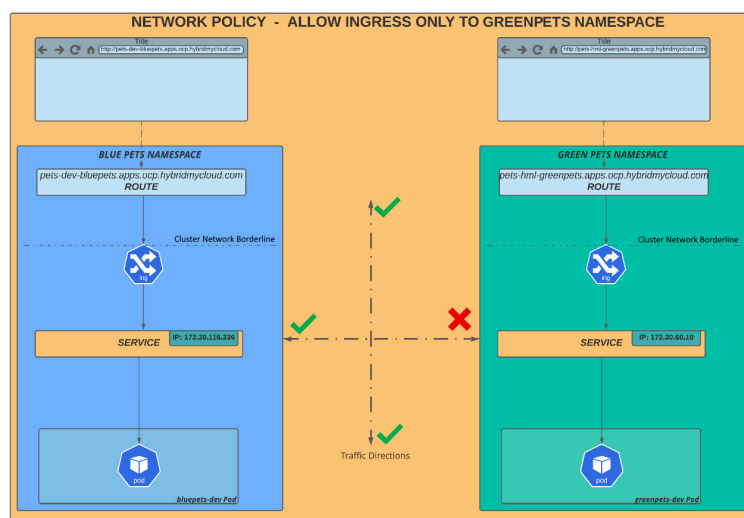 NETWORK POLICY - ALLOW INGRESS ONLY TO GREENPETS NAMESPACE
Title
http://pets-dev-bluepets.apps.ocp.hybridmycloud.com
Title
http://pets-hml-greenpets.apps.ocp.hybridmycloud.com
BLUE PETS NAMESPACE
pets-dev-bluepets.apps.ocp.hybridmycloud.com
ROUTE
Cluster Network Borderline
ing
SERVICE
IP: 172.30.116.226
pod
bluepets-dev Pod
Traffic Directions
GREEN PETS NAMESPACE
pets-hml-greenpets.apps.ocp.hybridmycloud.com
ROUTE
Cluster Network Borderline
ing
SERVICE
IP: 172.30.60.10
pod
greenpets-dev Pod